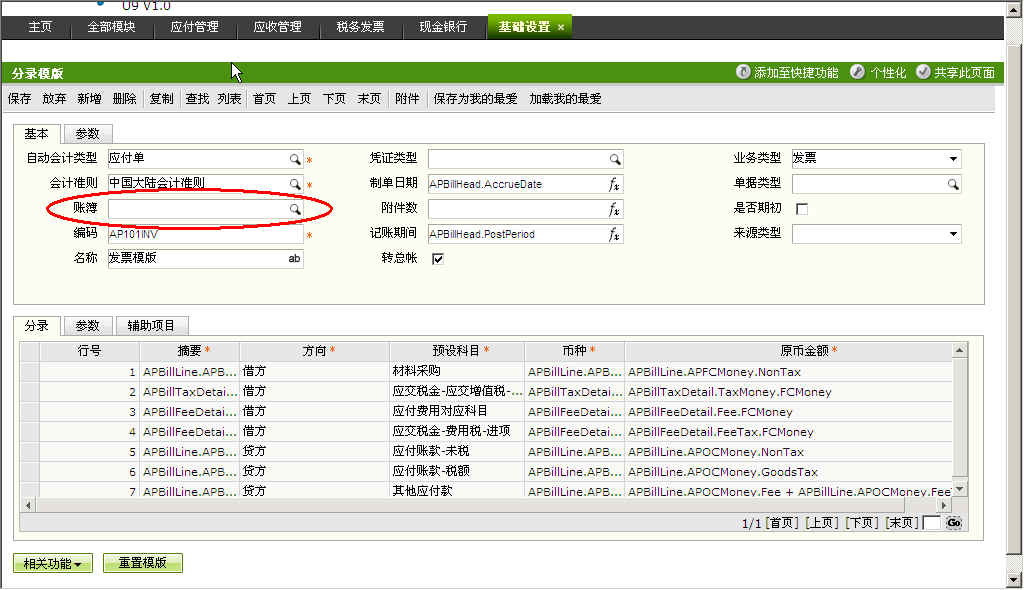 U9 V1.0
主页 全部模块 应付管理 应收管理 税务发票 现金银行 基础设置 ×
分录模版 添加至快捷功能 个性化 共享此页面
保存 放弃 新增 删除 复制 查找 列表 首页 上页 下页 末页 附件 保存为我的最爱 加载我的最爱
基本 参数
自动会计类型 应付单 * 凭证类型 业务类型 发票
会计准则 中国大陆会计准则 * 制单日期 APBillHead.AccrueDate fx 单据类型
账簿 附件数 fx 是否期初
编码 AP101INV * 记账期间 APBillHead.PostPeriod fx 来源类型
名称 发票模版 ab 转总帐
分录 参数 辅助项目
行号 摘要* 方向* 预设科目* 币种* 原币金额*
1 APBillLine.APB... 借方 材料采购 APBillLine.APB... APBillLine.APFCMoney.NonTax
2 APBillTaxDetai... 借方 应交税金-应交增值税-... APBillTaxDetai... APBillTaxDetail.TaxMoney.FCMoney
3 APBillFeeDetai... 借方 应付费用对应科目 APBillFeeDetai... APBillFeeDetail.Fee.FCMoney
4 APBillFeeDetai... 借方 应交税金-费用税-进项 APBillFeeDetai... APBillFeeDetail.FeeTax.FCMoney
5 APBillLine.APB... 贷方 应付账款-未税 APBillLine.APB... APBillLine.APOCMoney.NonTax
6 APBillLine.APB... 贷方 应付账款-税额 APBillLine.APB... APBillLine.APOCMoney.GoodsTax
7 APBillLine.APB... 贷方 其他应付款 APBillLine.APB... APBillLine.APOCMoney.Fee + APBillLine.APOCMoney.Fee
1/1 [首页] [上页] [下页] [末页] Go
相关功能 重置模版